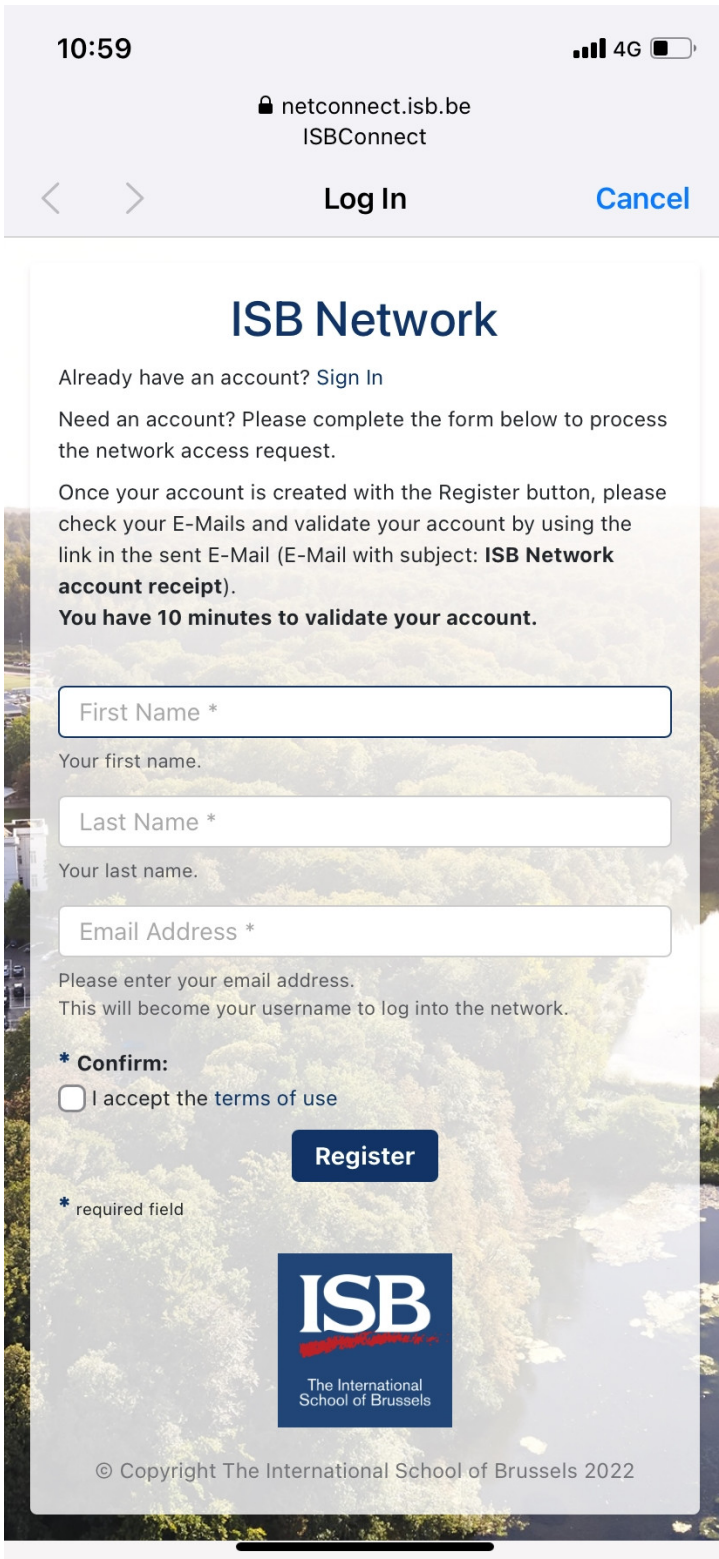 10:59
4G
netconnect.isb.be
ISBConnect
Log In
Cancel
ISB Network
Already have an account? Sign In
Need an account? Please complete the form below to process
the network access request.
Once your account is created with the Register button, please
check your E-Mails and validate your account by using the
link in the sent E-Mail (E-Mail with subject: ISB Network
account receipt).
You have 10 minutes to validate your account.
First Name *
Your first name.
Last Name *
Your last name.
Email Address *
Please enter your email address.
This will become your username to log into the network.
* Confirm:
I accept the terms of use
Register
* required field
ISB
The International
School of Brussels
© Copyright The International School of Brussels 2022